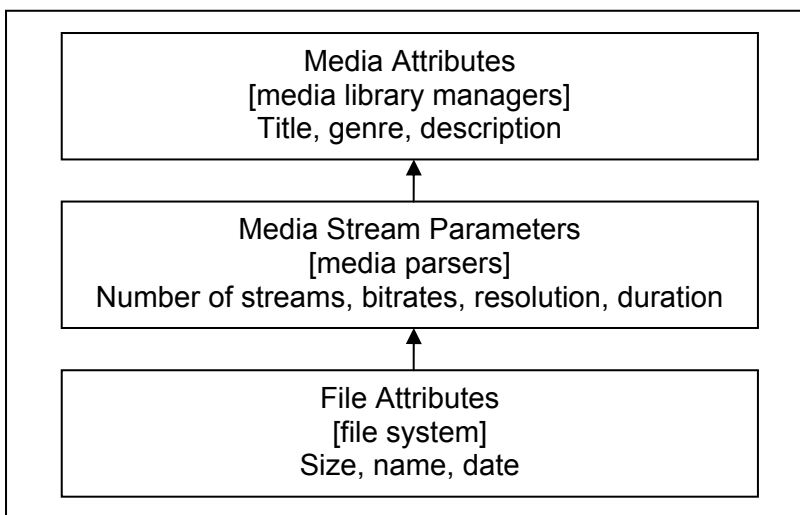 Media Attributes
[media library managers]
Title, genre, description
Media Stream Parameters
[media parsers]
Number of streams, bitrates, resolution, duration
File Attributes
[file system]
Size, name, date